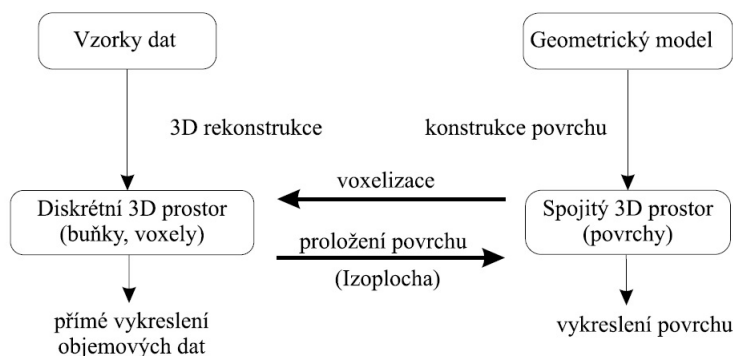 Vzorky dat
Geometrický model
3D rekonstrukce
konstrukce povrchu
voxelizace
Diskrétní 3D prostor
(buňky, voxely)
Spojitý 3D prostor
(povrchy)
proložení povrchu
(Izoplocha)
přímé vykreslení
objemových dat
vykreslení povrchu